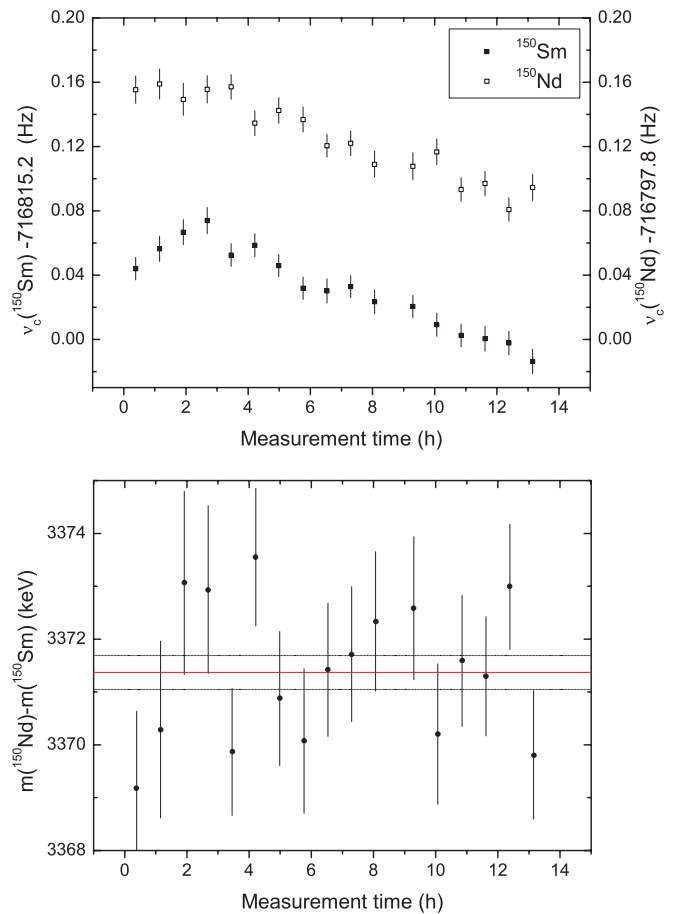 0.20
0.20
¹⁵⁰Sm
¹⁵⁰Nd
0.16
0.16
0.12
0.12
0.08
0.08
0.04
0.04
0.00
0.00
ν_c(¹⁵⁰Sm) -716815.2 (Hz)
ν_c(¹⁵⁰Nd) -716797.8 (Hz)
0 2 4 6 8 10 12 14
Measurement time (h)
3374
3372
3370
3368
m(¹⁵⁰Nd)-m(¹⁵⁰Sm) (keV)
0 2 4 6 8 10 12 14
Measurement time (h)